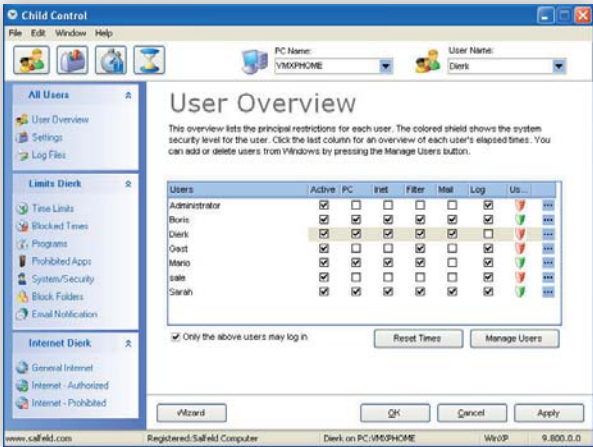 Child Control
File Edit Window Help
PC Name:
VMXPHOME
User Name:
Dierk
All Users
User Overview
Settings
Log Files
Limits Dierk
Time Limits
Blocked Times
Programs
Prohibited Apps
System/Security
Block Folders
Email Notification
Internet Dierk
General Internet
Internet - Authorized
Internet - Prohibited
User Overview
This overview lists the principal restrictions for each user. The colored shield shows the system
security level for the user. Click the last column for an overview of each user's elapsed times. You
can add or delete users from Windows by pressing the Manage Users button.
Users Active PC Inet Filter Mail Log Us...
Administrator
Boris
Dierk
Gast
Mario
sale
Sarah
Only the above users may log in
Reset Times
Manage Users
Wizard
OK
Cancel
Apply
www.salfeld.com Registered:Salfeld Computer Dierk on PC:VMXPHOME WinXP 9.800.0.0